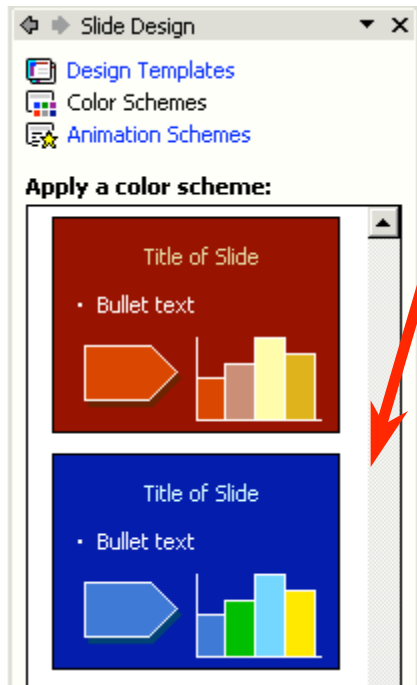 Slide Design
Design Templates
Color Schemes
Animation Schemes
Apply a color scheme:
Title of Slide
• Bullet text
Title of Slide
• Bullet text